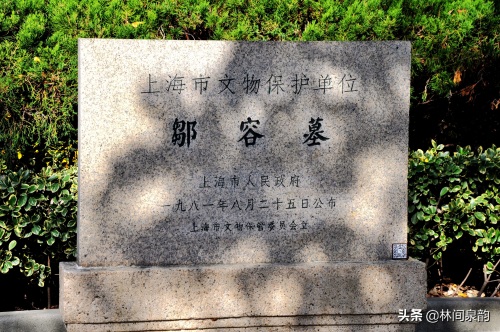 上海市文物保护单位
鄒容墓
上海市人民政府
一九八一年八月二十五日公布
上海市文物保管委员会立
头条 @林间泉韵